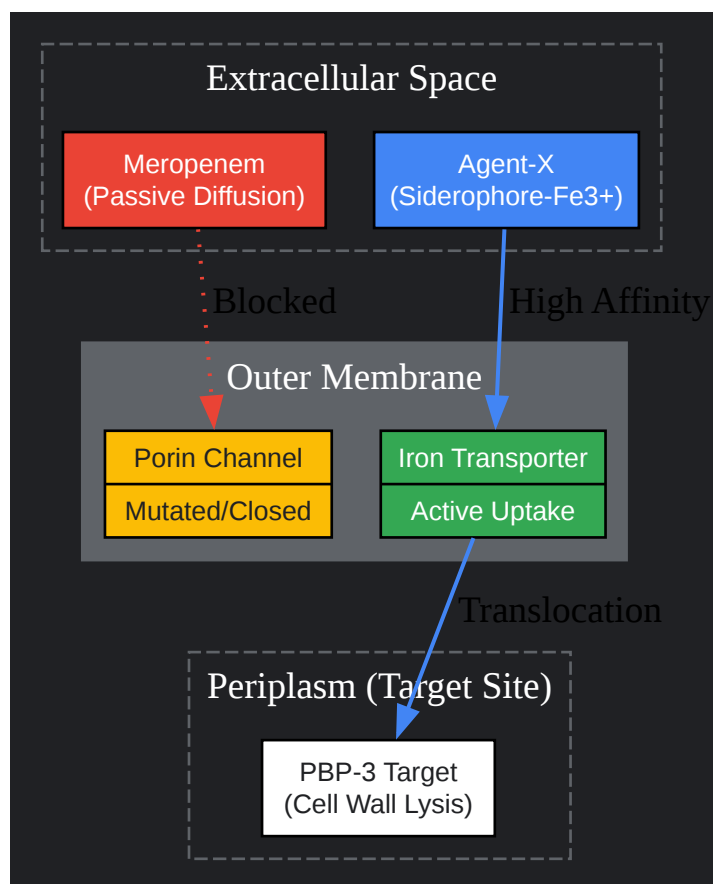 Extracellular Space
Meropenem
(Passive Diffusion)
Agent-X
(Siderophore-Fe3+)
Blocked
High Affinity
Outer Membrane
Porin Channel
Mutated/Closed
Iron Transporter
Active Uptake
Translocation
Periplasm (Target Site)
PBP-3 Target
(Cell Wall Lysis)